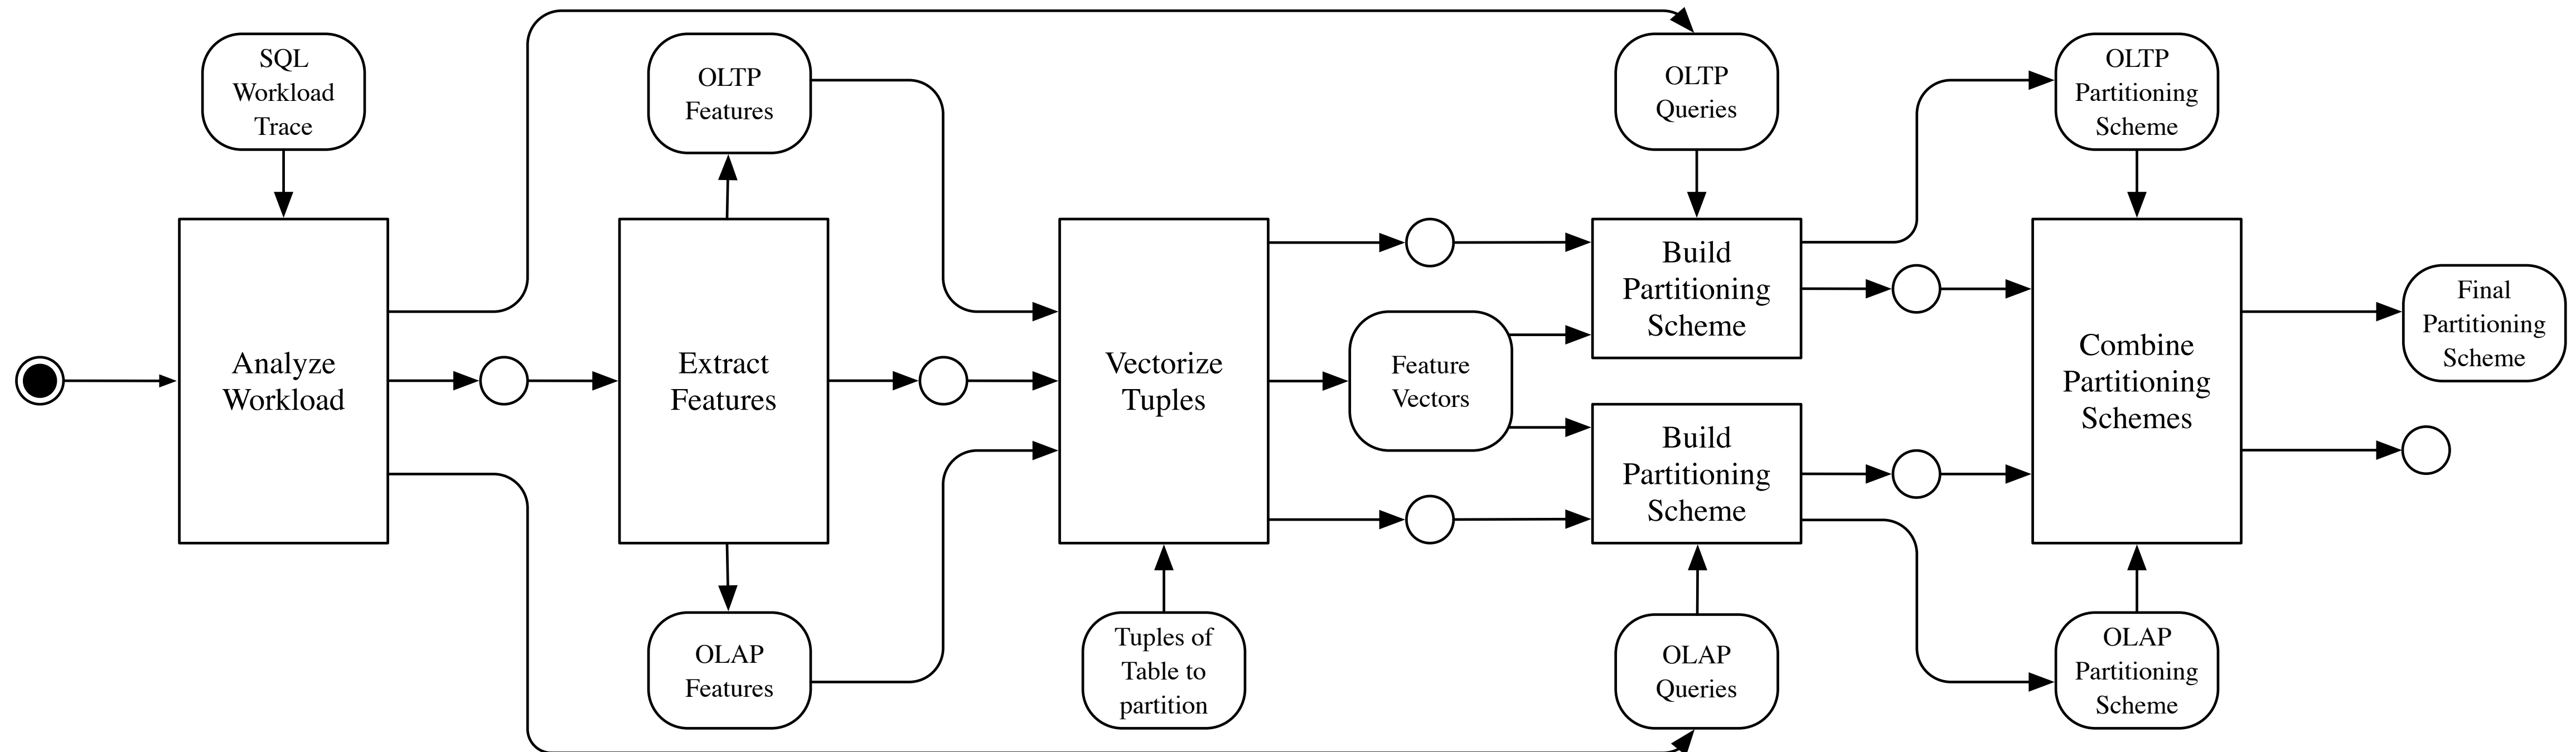 SQL
Workload
Trace
OLTP
Features
OLTP
Queries
OLTP
Partitioning
Scheme
Analyze
Workload
Extract
Features
Vectorize
Tuples
Feature
Vectors
Build
Partitioning
Scheme
Build
Partitioning
Scheme
Combine
Partitioning
Schemes
Final
Partitioning
Scheme
OLAP
Features
Tuples of
Table to
partition
OLAP
Queries
OLAP
Partitioning
Scheme